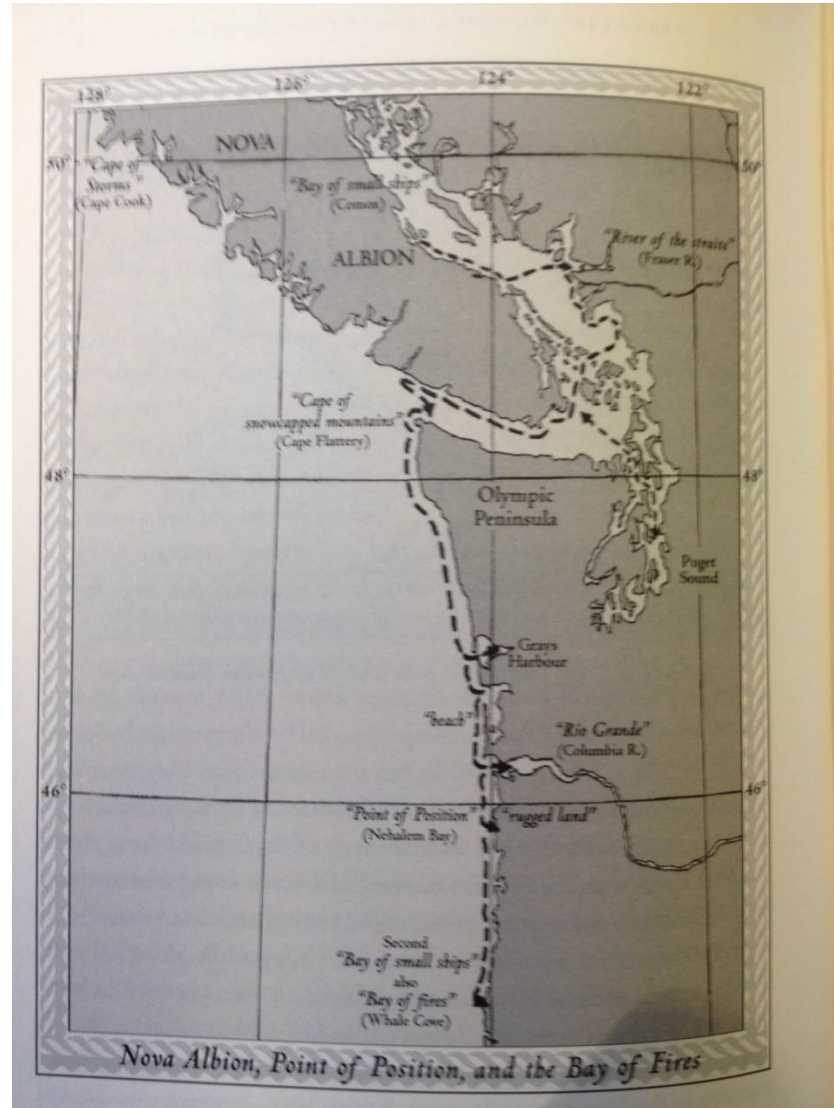 128°
126°
124°
122°
NOVA
50°
50°
"Cape of
Storms"
(Cape Cook)
"Bay of small ships"
(Comox)
"River of the straits"
(Fraser R.)
ALBION
"Cape of
snowcapped mountains"
(Cape Flattery)
48°
48°
Olympic
Peninsula
Puget
Sound
Grays
Harbour
"beach"
"Rio Grande"
(Columbia R.)
46°
46°
"Point of Position"
(Nehalem Bay)
"rugged land"
Second
"Bay of small ships"
also
"Bay of fires"
(Whale Cove)
Nova Albion, Point of Position, and the Bay of Fires